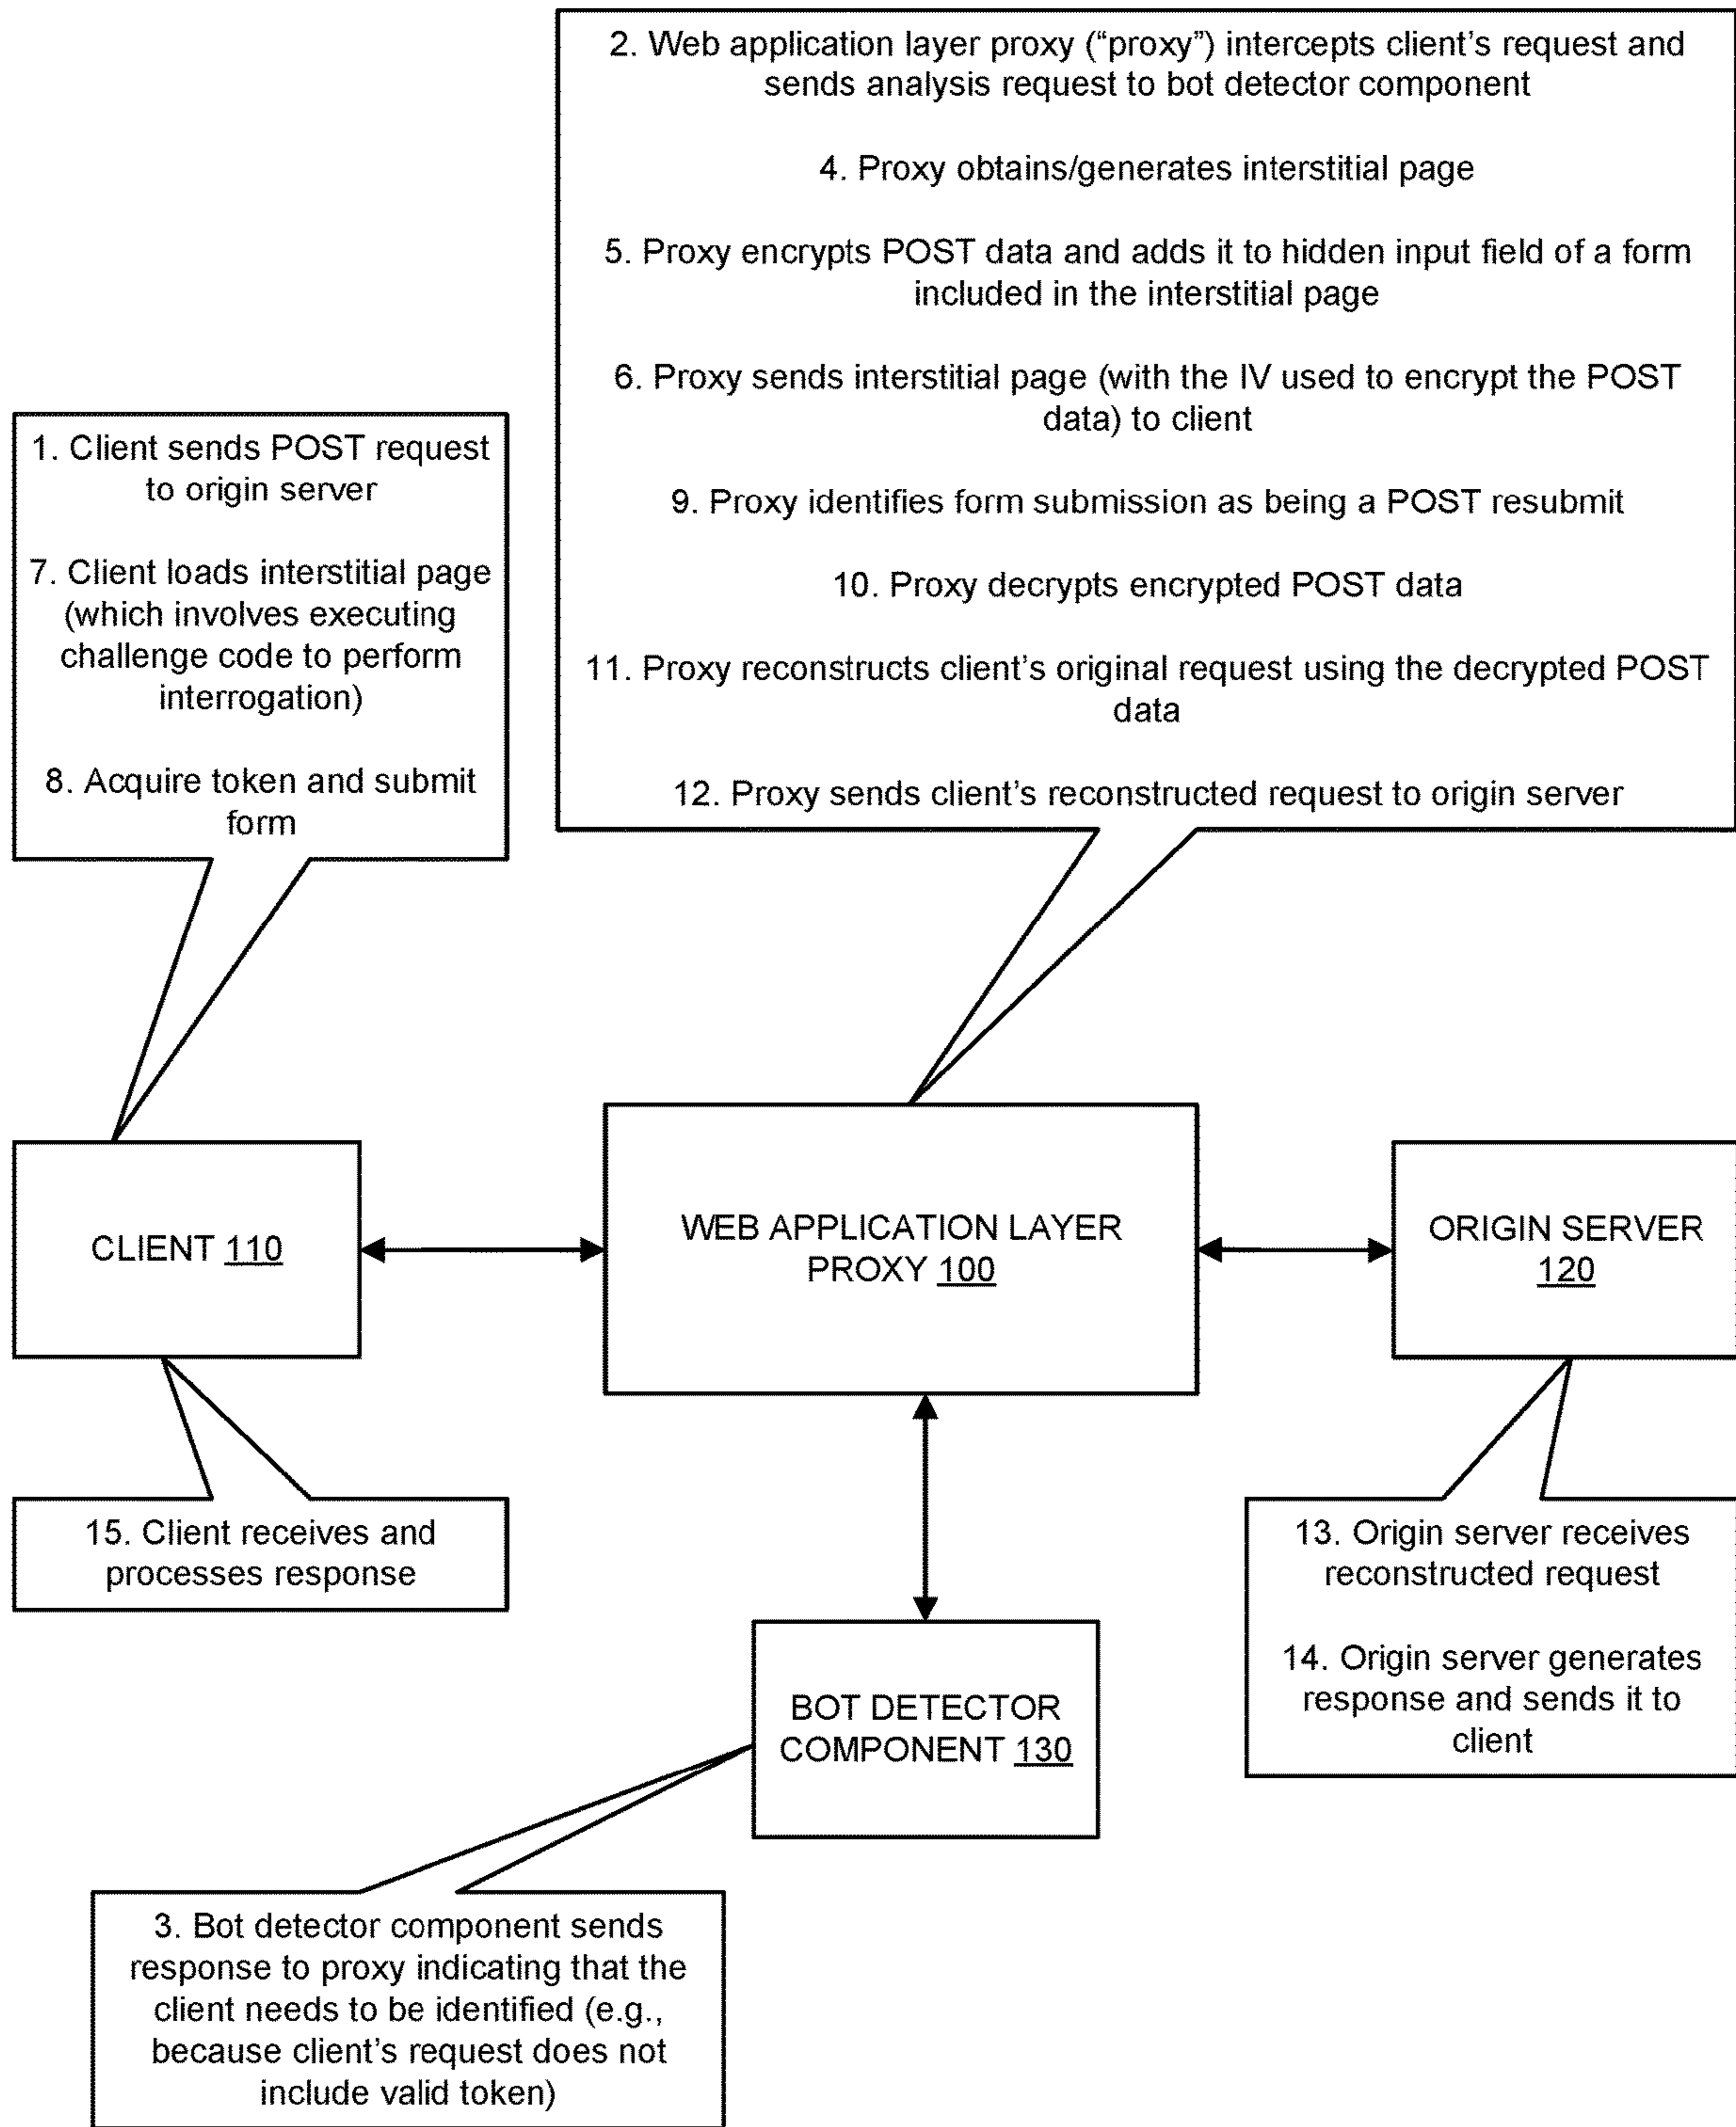 2. Web application layer proxy (“proxy”) intercepts client’s request and
sends analysis request to bot detector component
4. Proxy obtains/generates interstitial page
5. Proxy encrypts POST data and adds it to hidden input field of a form
included in the interstitial page
6. Proxy sends interstitial page (with the IV used to encrypt the POST
data) to client
9. Proxy identifies form submission as being a POST resubmit
10. Proxy decrypts encrypted POST data
11. Proxy reconstructs client’s original request using the decrypted POST
data
12. Proxy sends client’s reconstructed request to origin server
1. Client sends POST request
to origin server
7. Client loads interstitial page
(which involves executing
challenge code to perform
interrogation)
8. Acquire token and submit
form
CLIENT 110
WEB APPLICATION LAYER
PROXY 100
ORIGIN SERVER
120
15. Client receives and
processes response
13. Origin server receives
reconstructed request
14. Origin server generates
response and sends it to
client
BOT DETECTOR
COMPONENT 130
3. Bot detector component sends
response to proxy indicating that the
client needs to be identified (e.g.,
because client’s request does not
include valid token)